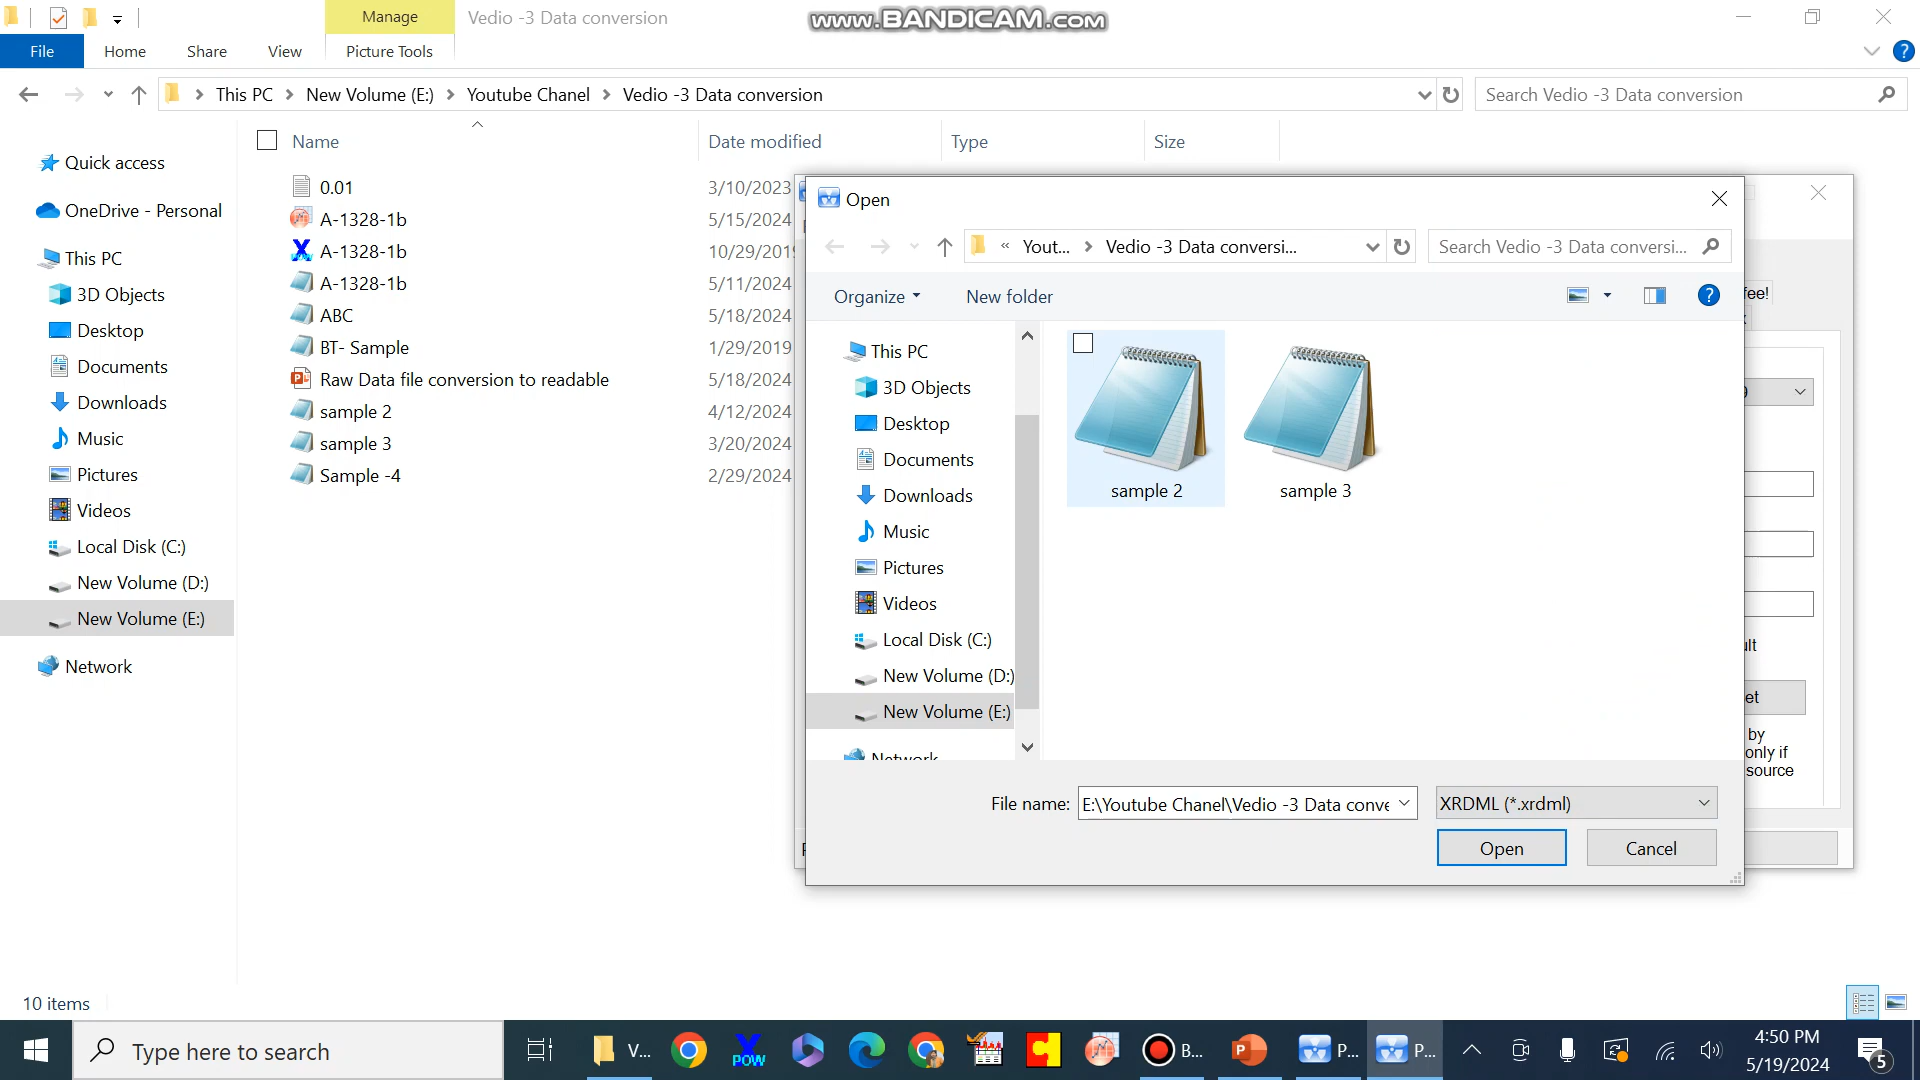 Manage
Vedio -3 Data conversion
www.BANDICAM.com
File
Home
Share
View
Picture Tools
This PC
New Volume (E:)
Youtube Chanel
Vedio -3 Data conversion
Search Vedio -3 Data conversion
Name
Date modified
Type
Size
Quick access
OneDrive - Personal
This PC
3D Objects
Desktop
Documents
Downloads
Music
Pictures
Videos
Local Disk (C:)
New Volume (D:)
New Volume (E:)
Network
0.01
3/10/2023
A-1328-1b
5/15/2024
A-1328-1b
10/29/2019
A-1328-1b
5/11/2024
ABC
5/18/2024
BT- Sample
1/29/2019
Raw Data file conversion to readable
5/18/2024
sample 2
4/12/2024
sample 3
3/20/2024
Sample -4
2/29/2024
Open
« Yout...
Vedio -3 Data conversi...
Search Vedio -3 Data conversi...
Organize
New folder
This PC
3D Objects
Desktop
Documents
Downloads
Music
Pictures
Videos
Local Disk (C:)
New Volume (D:)
New Volume (E:)
Network
sample 2
sample 3
File name:
E:\Youtube Chanel\Vedio -3 Data conve
XRDML (*.xrdml)
Open
Cancel
fee!
by
only if
source
10 items
Type here to search
V...
POW
B...
P...
P...
4:50 PM
5/19/2024
5